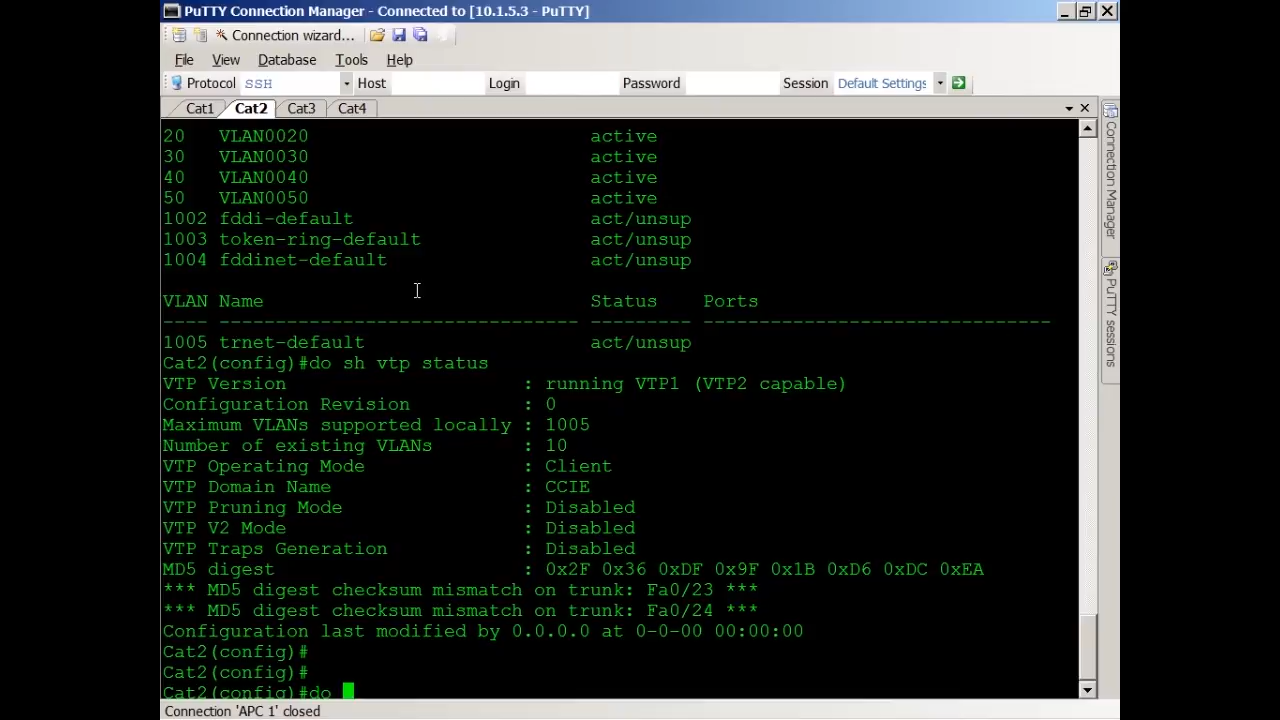 PuTTY Connection Manager - Connected to [10.1.5.3 - PuTTY]
Connection wizard...
File View Database Tools Help
Protocol SSH Host Login Password Session Default Settings
Cat1 Cat2 Cat3 Cat4
20 VLAN0020 active
30 VLAN0030 active
40 VLAN0040 active
50 VLAN0050 active
1002 fddi-default act/unsup
1003 token-ring-default act/unsup
1004 fddinet-default act/unsup
VLAN Name Status Ports
---- -------------------------------- --------- -------------------------------
1005 trnet-default act/unsup
Cat2(config)#do sh vtp status
VTP Version : running VTP1 (VTP2 capable)
Configuration Revision : 0
Maximum VLANs supported locally : 1005
Number of existing VLANs : 10
VTP Operating Mode : Client
VTP Domain Name : CCIE
VTP Pruning Mode : Disabled
VTP V2 Mode : Disabled
VTP Traps Generation : Disabled
MD5 digest : 0x2F 0x36 0xDF 0x9F 0x1B 0xD6 0xDC 0xEA
*** MD5 digest checksum mismatch on trunk: Fa0/23 ***
*** MD5 digest checksum mismatch on trunk: Fa0/24 ***
Configuration last modified by 0.0.0.0 at 0-0-00 00:00:00
Cat2(config)#
Cat2(config)#
Cat2(config)#do
Connection 'APC 1' closed
Connection Manager
PuTTY sessions